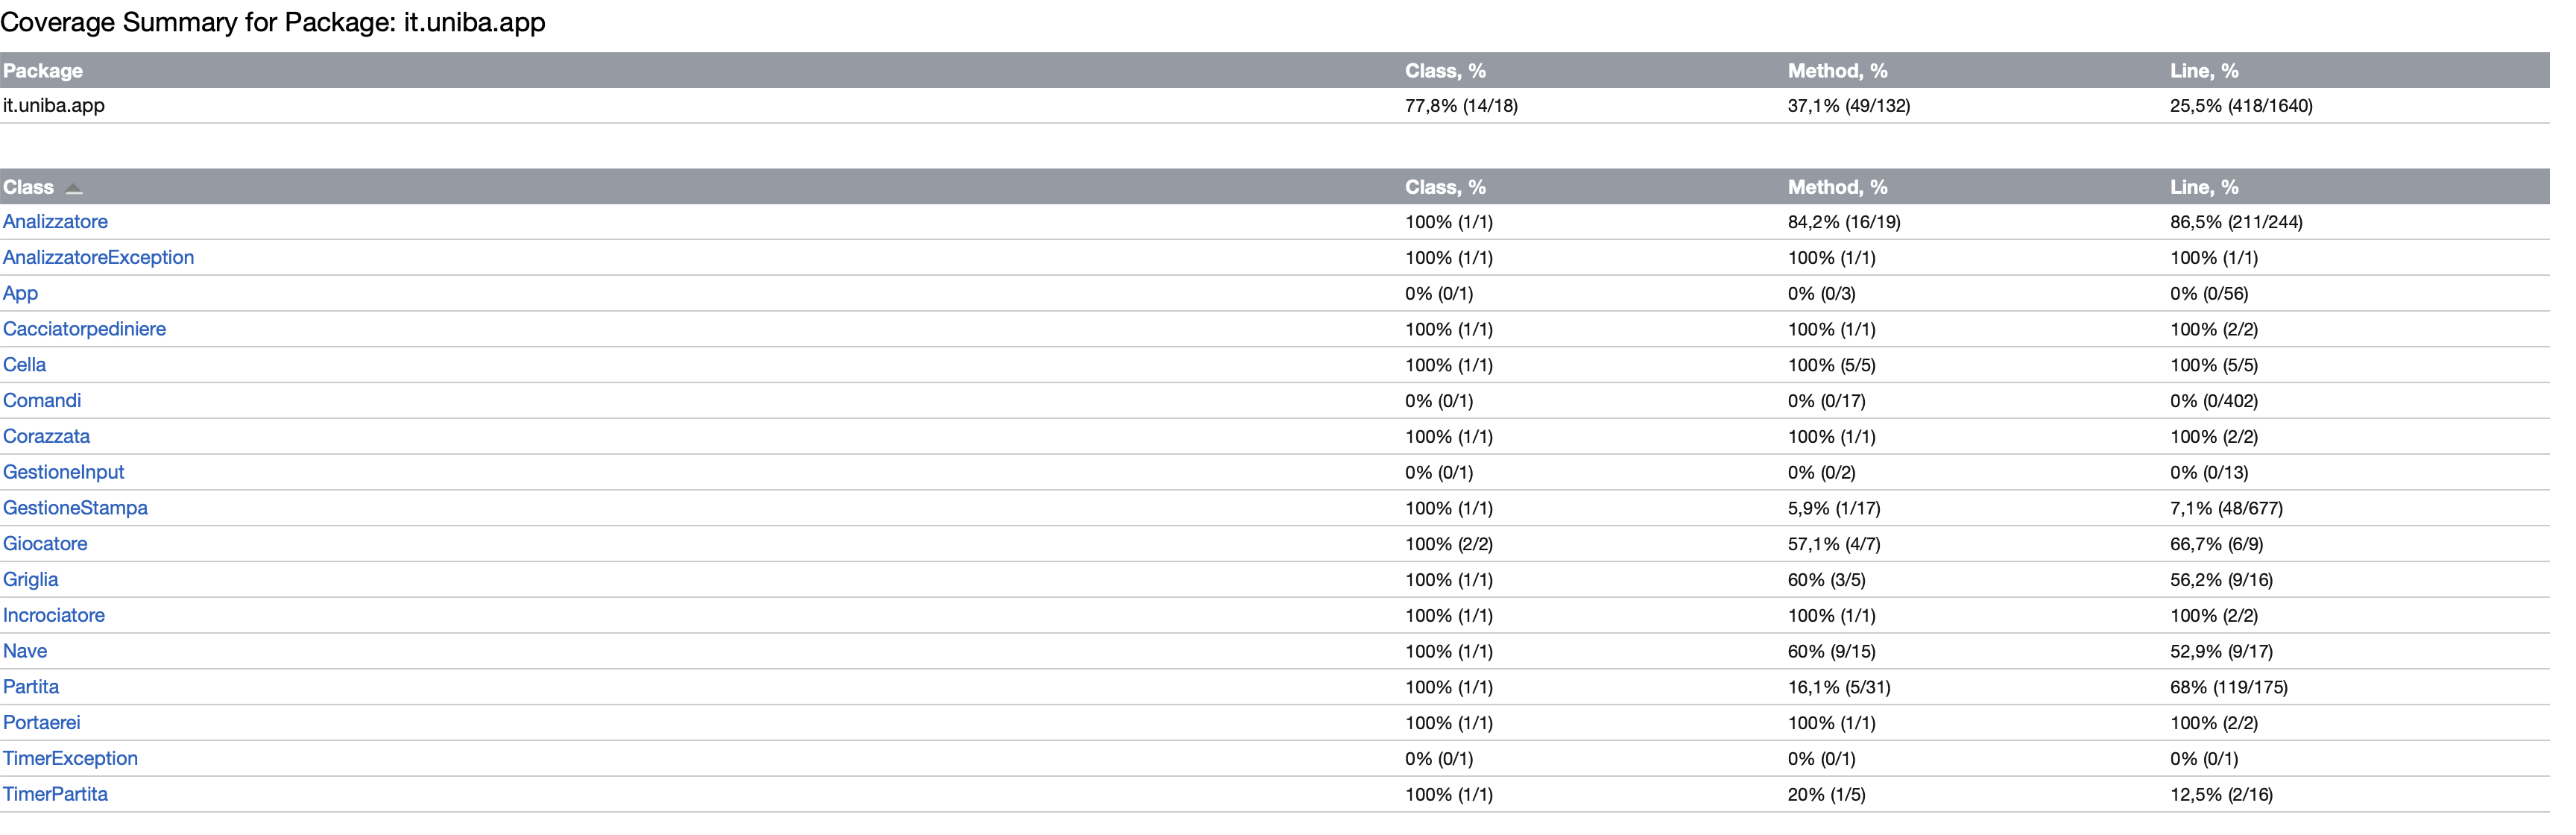 Coverage Summary for Package: it.uniba.app
Package Class, % Method, % Line, %
it.uniba.app 77,8% (14/18) 37,1% (49/132) 25,5% (418/1640)
Class Class, % Method, % Line, %
Analizzatore 100% (1/1) 84,2% (16/19) 86,5% (211/244)
AnalizzatoreException 100% (1/1) 100% (1/1) 100% (1/1)
App 0% (0/1) 0% (0/3) 0% (0/56)
Cacciatorpediniere 100% (1/1) 100% (1/1) 100% (2/2)
Cella 100% (1/1) 100% (5/5) 100% (5/5)
Comandi 0% (0/1) 0% (0/17) 0% (0/402)
Corazzata 100% (1/1) 100% (1/1) 100% (2/2)
GestioneInput 0% (0/1) 0% (0/2) 0% (0/13)
GestioneStampa 100% (1/1) 5,9% (1/17) 7,1% (48/677)
Giocatore 100% (2/2) 57,1% (4/7) 66,7% (6/9)
Griglia 100% (1/1) 60% (3/5) 56,2% (9/16)
Incrociatore 100% (1/1) 100% (1/1) 100% (2/2)
Nave 100% (1/1) 60% (9/15) 52,9% (9/17)
Partita 100% (1/1) 16,1% (5/31) 68% (119/175)
Portaerei 100% (1/1) 100% (1/1) 100% (2/2)
TimerException 0% (0/1) 0% (0/1) 0% (0/1)
TimerPartita 100% (1/1) 20% (1/5) 12,5% (2/16)